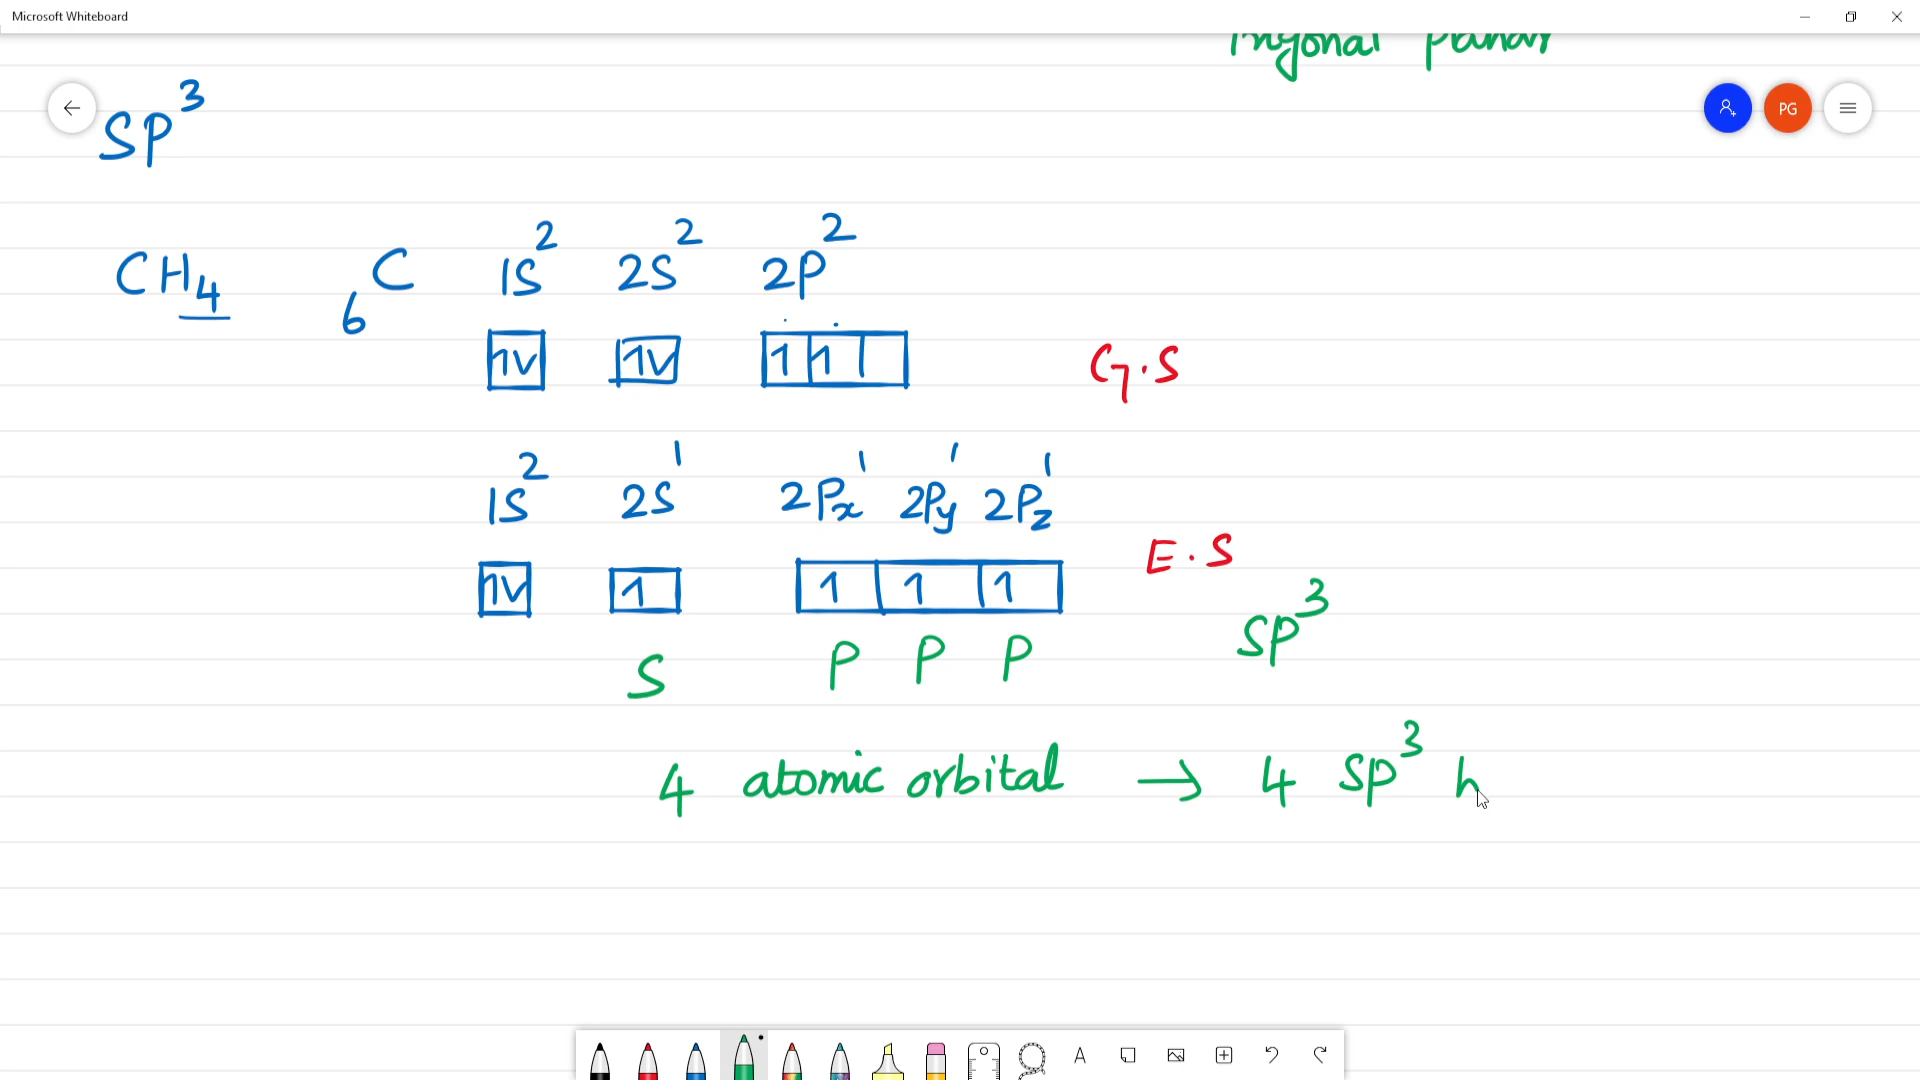 Microsoft Whiteboard
Trigonal planar
SP³
PG
CH₄ ₆C 1S² 2S² 2P²
1v 1v 1 1
G.S
1S² 2S¹ 2Pₓ¹ 2Py¹ 2Pz¹
1v 1 1 1 1
E.S
S P P P SP³
4 atomic orbital → 4 SP³ h
A